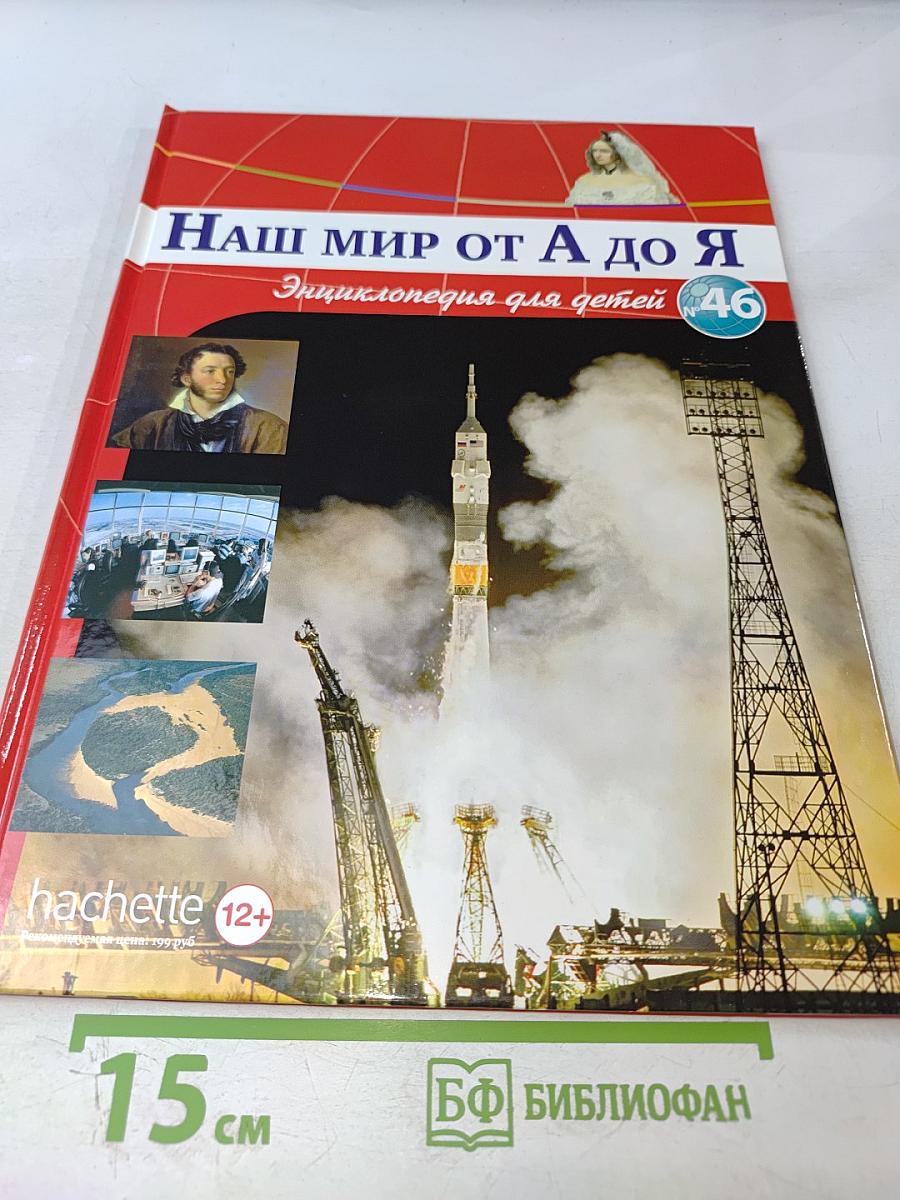 Наш мир от А до Я
Энциклопедия для детей
№46
hachette
12+
Рекомендуемая цена: 199 руб
15 см
БФ БИБЛИОФАН